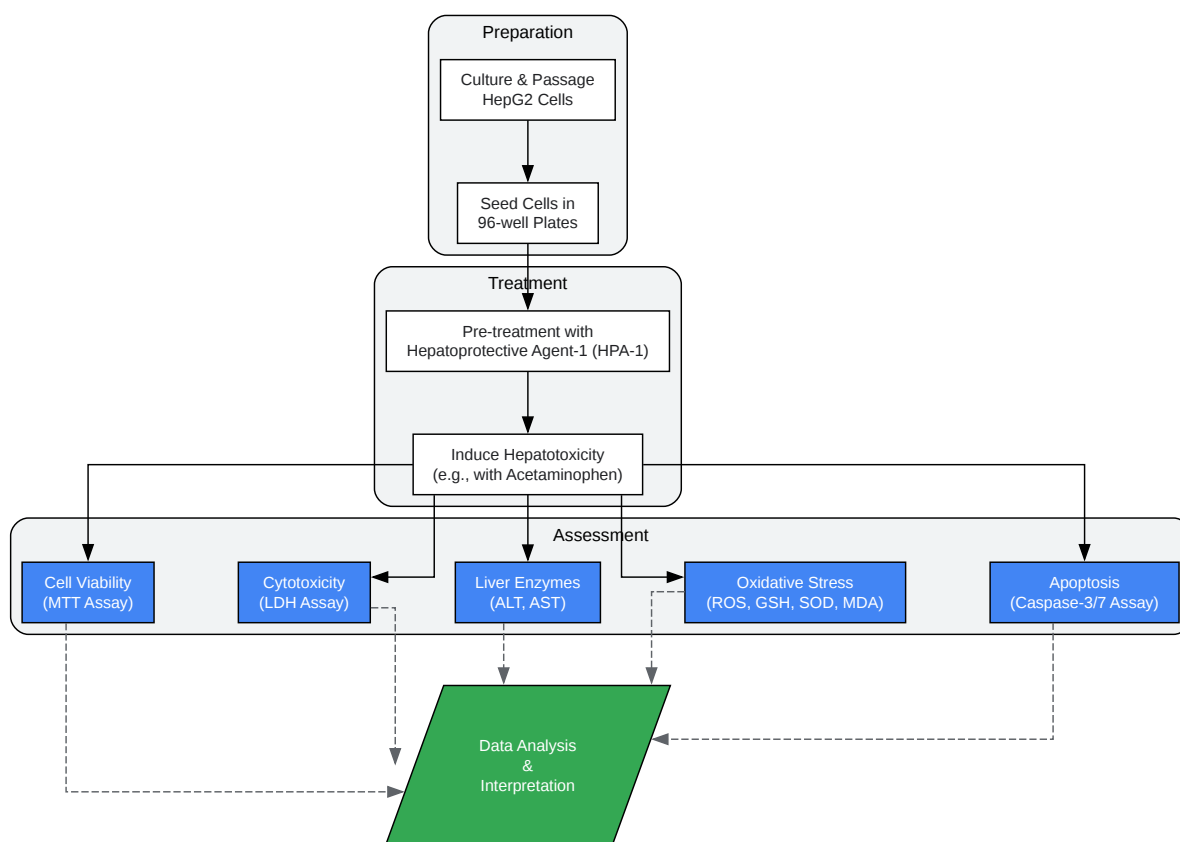 Preparation
Culture & Passage
HepG2 Cells
Seed Cells in
96-well Plates
Treatment
Pre-treatment with
Hepatoprotective Agent-1 (HPA-1)
Induce Hepatotoxicity
(e.g., with Acetaminophen)
Assessment
Cell Viability
(MTT Assay)
Cytotoxicity
(LDH Assay)
Liver Enzymes
(ALT, AST)
Oxidative Stress
(ROS, GSH, SOD, MDA)
Apoptosis
(Caspase-3/7 Assay)
Data Analysis
&
Interpretation